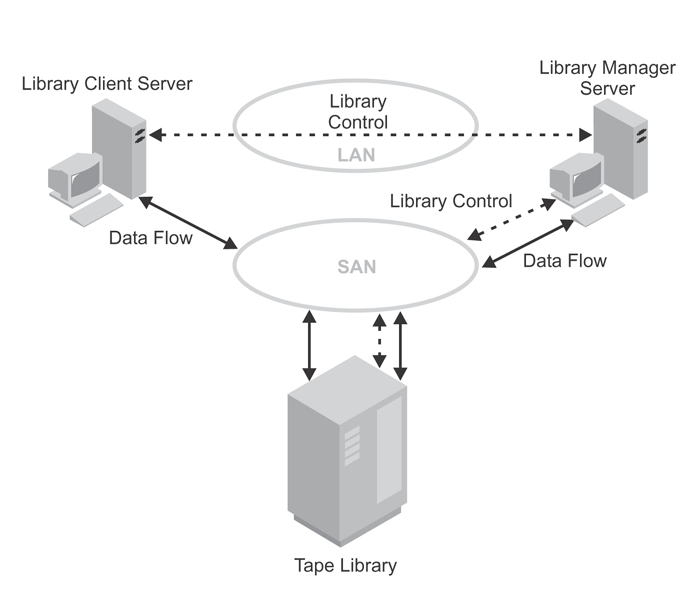 Library Client Server
Library Manager
Server
Library
Control
LAN
Library Control
Data Flow
Data Flow
SAN
Tape Library